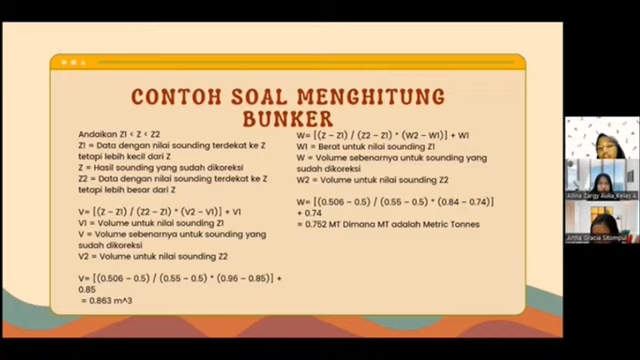 CONTOH SOAL MENGHITUNG
BUNKER
Andaikan Z1 < Z < Z2
Z1 = Data dengan nilai sounding terdekat ke Z
tetapi lebih kecil dari Z
Z = Hasil sounding yang sudah dikoreksi
Z2 = Data dengan nilai sounding terdekat ke Z
tetapi lebih besar dari Z
V= [(Z – Z1) / (Z2 – Z1) * (V2 – V1)] + V1
V1 = Volume untuk nilai sounding Z1
V = Volume sebenarnya untuk sounding yang
sudah dikoreksi
V2 = Volume untuk nilai sounding Z2
V= [(0.506 – 0.5) / (0.55 – 0.5) * (0.96 – 0.85)] +
0.85
= 0.863 m^3
W= [(Z – Z1) / (Z2 – Z1) * (W2 – W1)] + W1
W1 = Berat untuk nilai sounding Z1
W = Volume sebenarnya untuk sounding yang
sudah dikoreksi
W2 = Volume untuk nilai sounding Z2
W= [(0.506 – 0.5) / (0.55 – 0.5) * (0.84 – 0.74)]
+ 0.74
= 0.752 MT Dimana MT adalah Metric Tonnes
Artha Gracia Sitompul